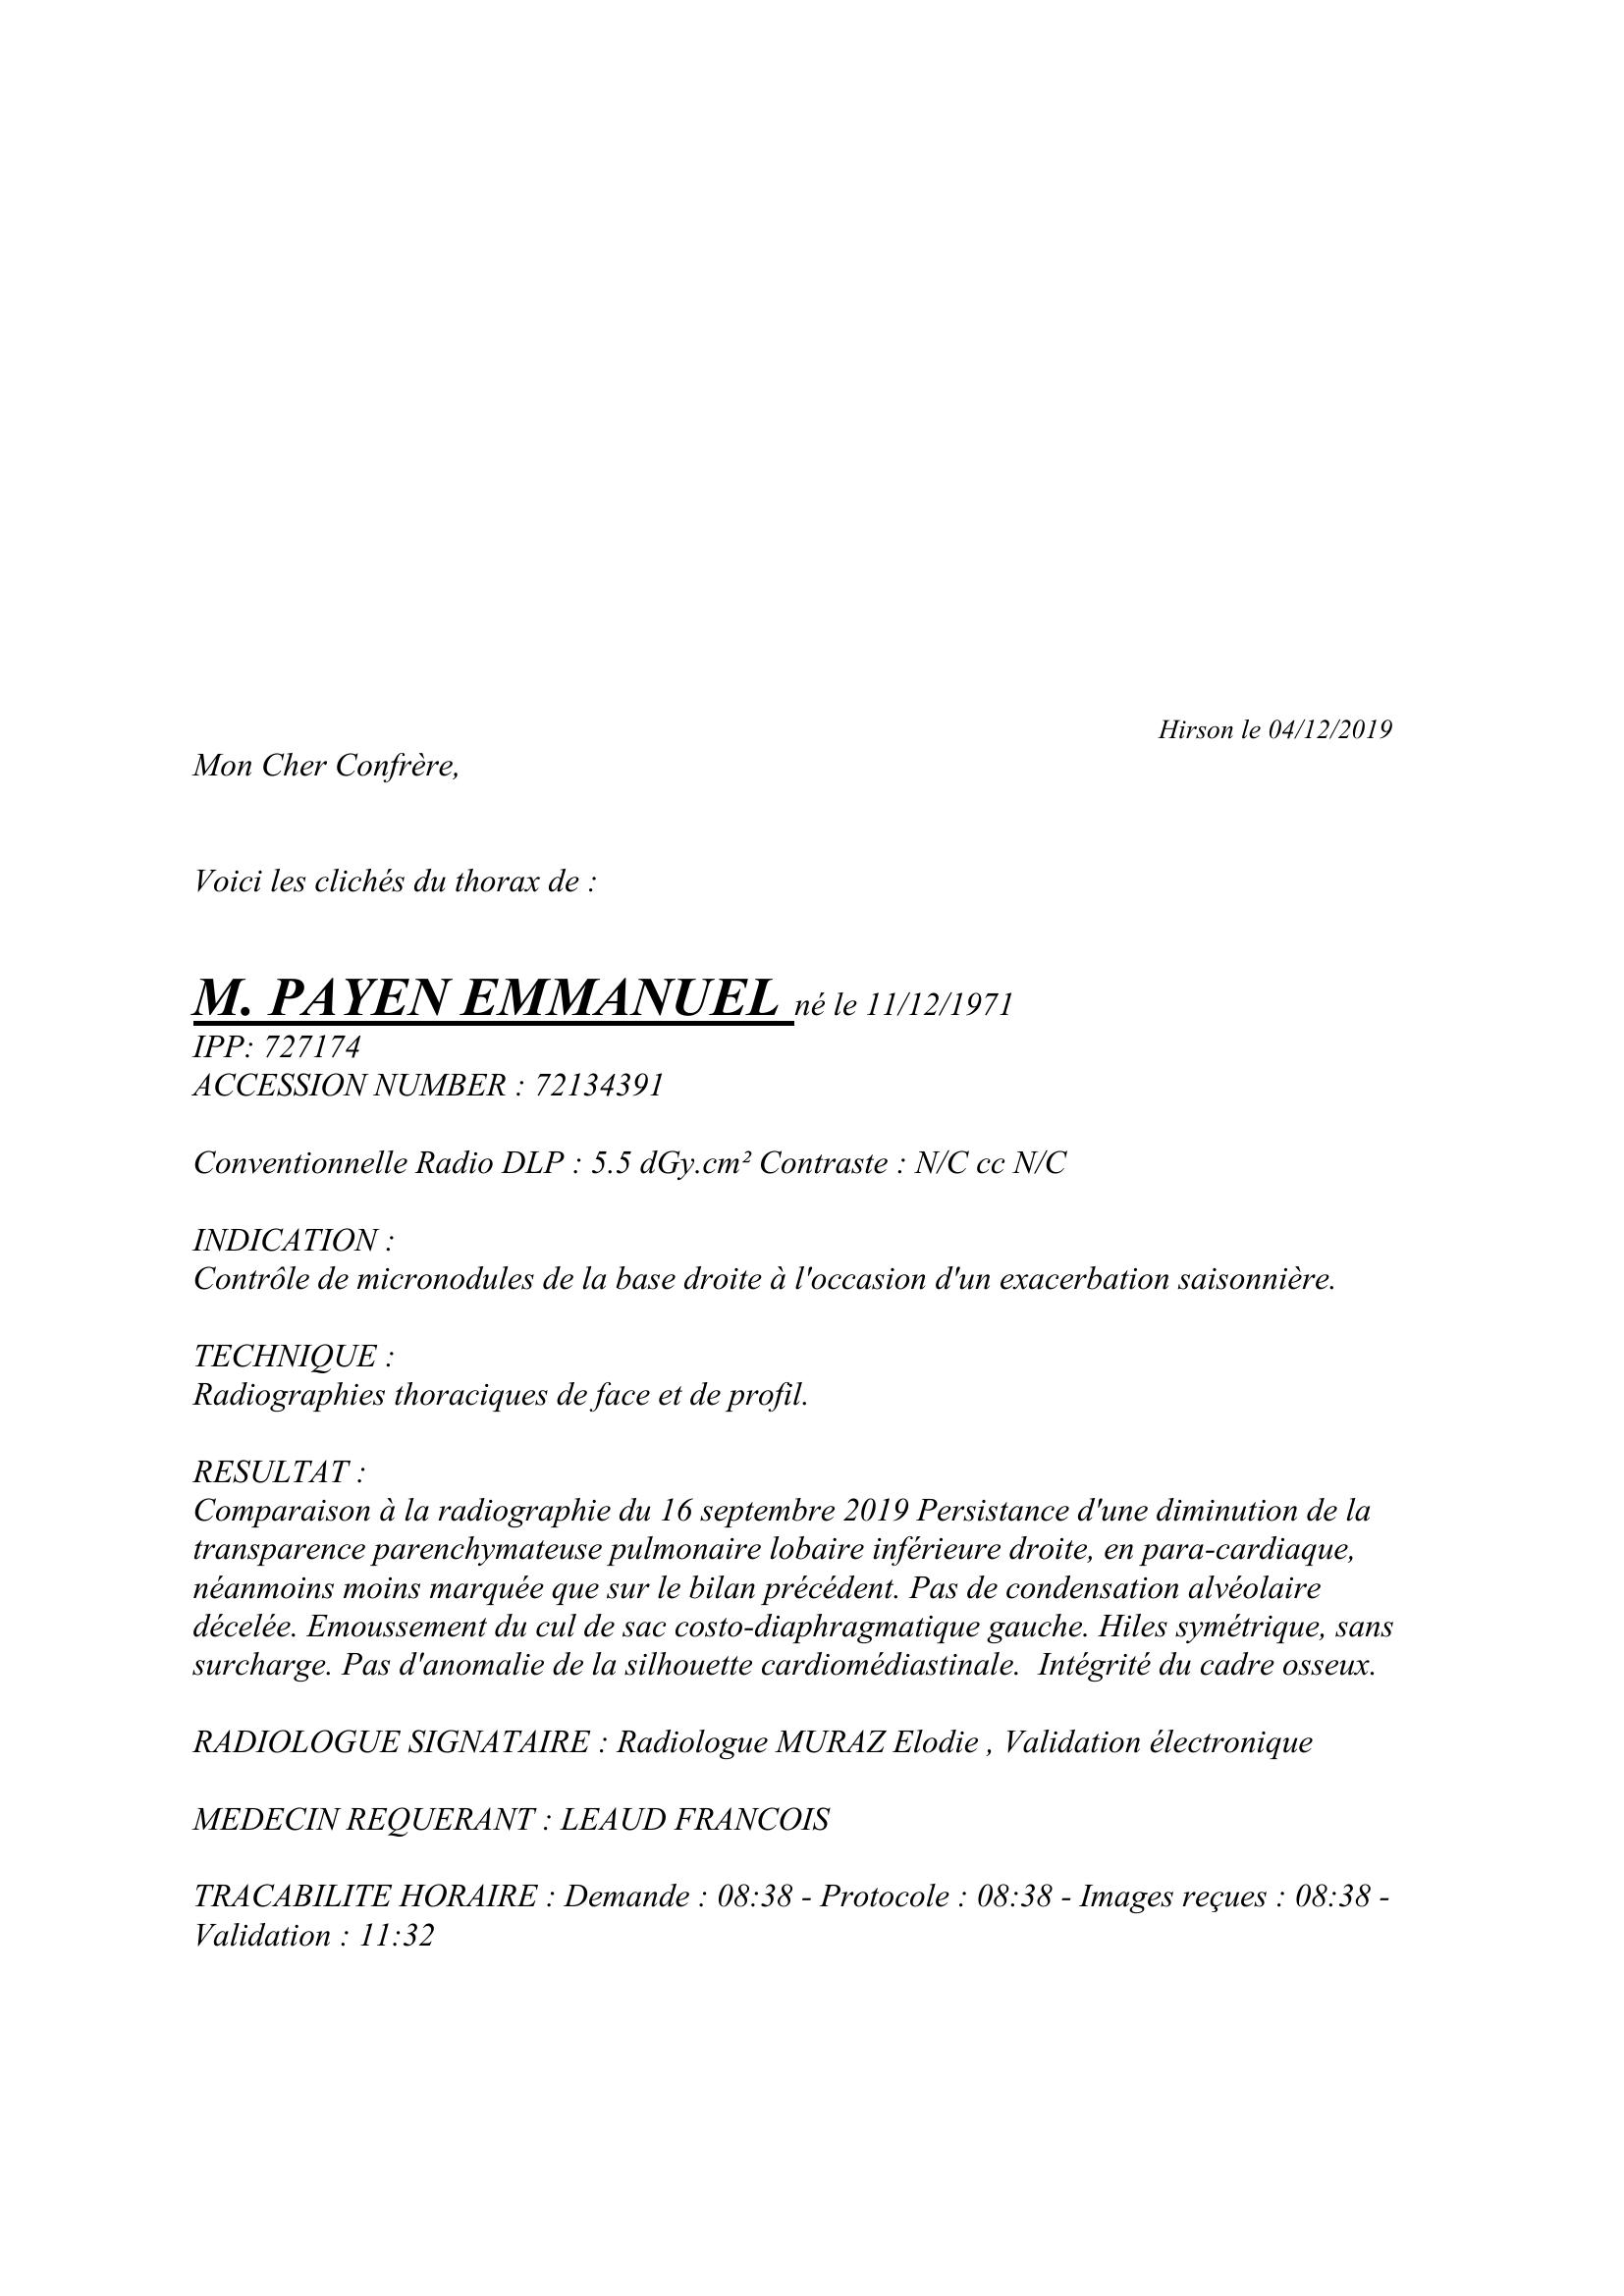 Hirson le 04/12/2019
Mon Cher Confrère,
Voici les clichés du thorax de :
M. PAYEN EMMANUEL né le 11/12/1971
IPP: 727174
ACCESSION NUMBER : 72134391
Conventionnelle Radio DLP : 5.5 dGy.cm² Contraste : N/C cc N/C
INDICATION :
Contrôle de micronodules de la base droite à l'occasion d'un exacerbation saisonnière.
TECHNIQUE :
Radiographies thoraciques de face et de profil.
RESULTAT :
Comparaison à la radiographie du 16 septembre 2019 Persistance d'une diminution de la
transparence parenchymateuse pulmonaire lobaire inférieure droite, en para-cardiaque,
néanmoins moins marquée que sur le bilan précédent. Pas de condensation alvéolaire
décelée. Emoussement du cul de sac costo-diaphragmatique gauche. Hiles symétrique, sans
surcharge. Pas d'anomalie de la silhouette cardiomédiastinale.  Intégrité du cadre osseux.
RADIOLOGUE SIGNATAIRE : Radiologue MURAZ Elodie , Validation électronique
MEDECIN REQUERANT : LEAUD FRANCOIS
TRACABILITE HORAIRE : Demande : 08:38 - Protocole : 08:38 - Images reçues : 08:38 -
Validation : 11:32